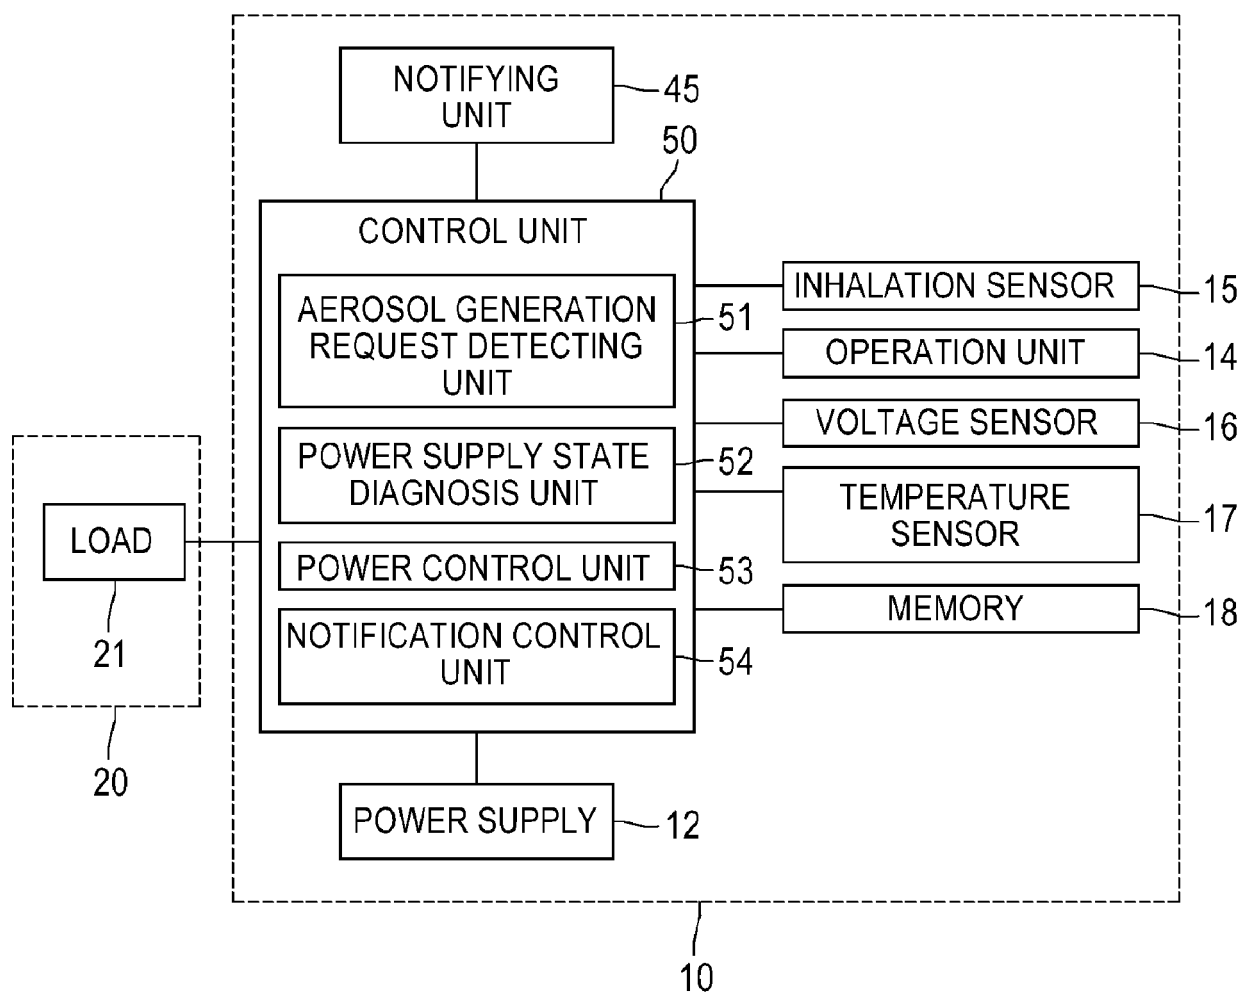 NOTIFYING
UNIT
45
50
CONTROL UNIT
AEROSOL GENERATION
REQUEST DETECTING
UNIT
51
POWER SUPPLY STATE
DIAGNOSIS UNIT
52
POWER CONTROL UNIT
53
NOTIFICATION CONTROL
UNIT
54
INHALATION SENSOR
15
OPERATION UNIT
14
VOLTAGE SENSOR
16
TEMPERATURE
SENSOR
17
MEMORY
18
LOAD
21
20
POWER SUPPLY
12
10